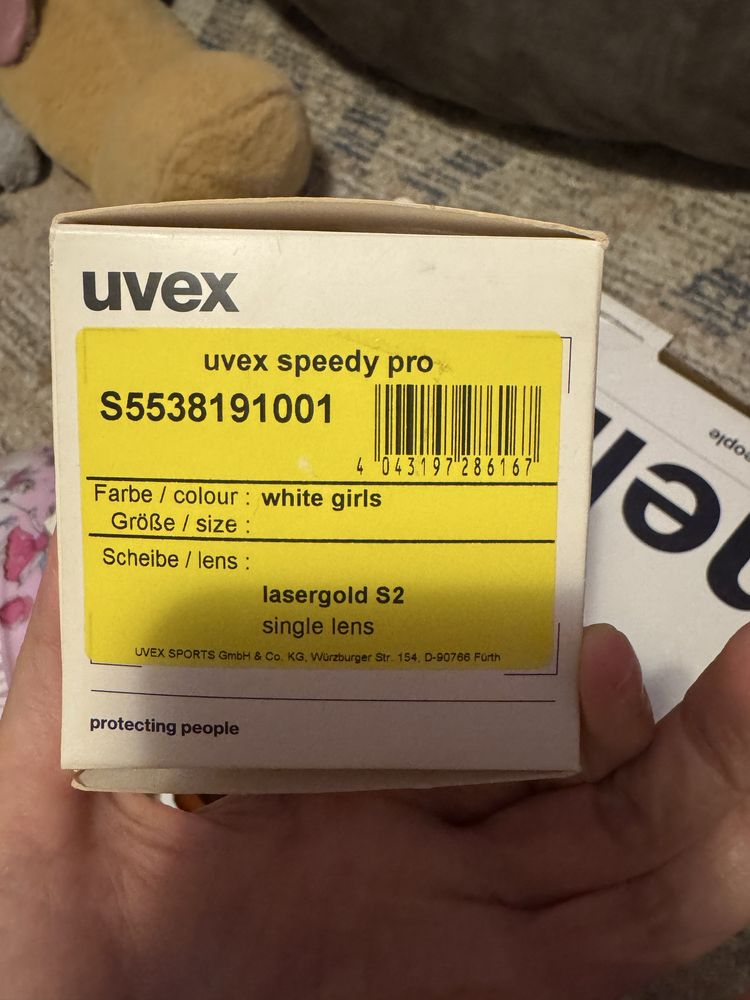 uvex
uvex speedy pro
S5538191001
4 043197 286167
Farbe / colour : white girls
Größe / size :
Scheibe / lens :
lasergold S2
single lens
UVEX SPORTS GmbH & Co. KG, Würzburger Str. 154, D-90766 Fürth
protecting people
people